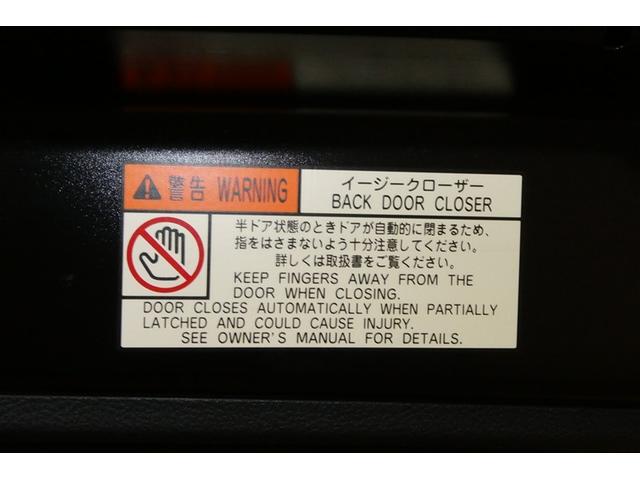 警告 WARNING
イージークローザー
BACK DOOR CLOSER
半ドア状態のときドアが自動的に閉まるため、
指をはさまないよう十分注意してください。
詳しくは取扱書をご覧ください。
KEEP FINGERS AWAY FROM THE
DOOR WHEN CLOSING.
DOOR CLOSES AUTOMATICALLY WHEN PARTIALLY
LATCHED AND COULD CAUSE INJURY.
SEE OWNER'S MANUAL FOR DETAILS.